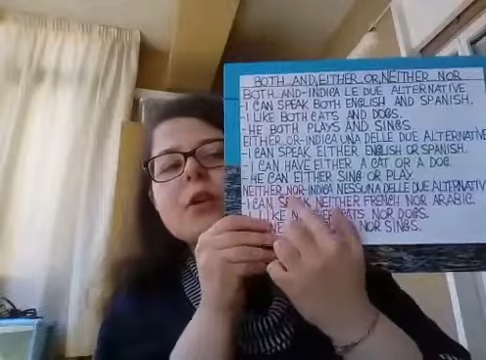 BOTH AND, EITHER OR, NEITHER NOR
BOTH AND-INDICA LE DUE ALTERNATIVE
-I CAN SPEAK BOTH ENGLISH AND SPANISH.
-I LIKE BOTH CATS AND DOGS.
-HE BOTH PLAYS AND SINGS
EITHER OR-INDICA UNA DELLE DUE ALTERNATIVE
-I CAN SPEAK EITHER ENGLISH OR SPANISH.
-I CAN HAVE EITHER A CAT OR A DOG.
-HE CAN EITHER SING OR PLAY.
NEITHER NOR-INDICA NESSUNA DELLE DUE ALTERNATIV
-I CAN SPEAK NEITHER FRENCH NOR ARABIC.
I LIKE CATS NOR DOGS.
NOR SINGS.